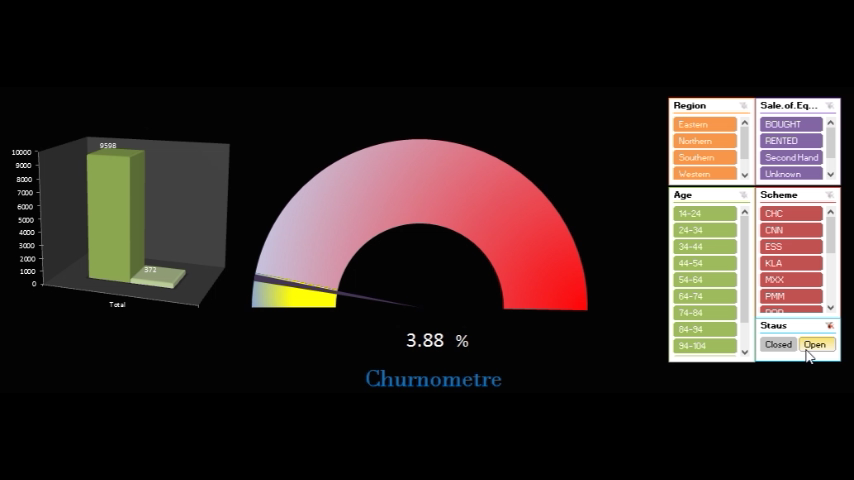 10000
9000
8000
7000
6000
5000
4000
3000
2000
1000
0
9598
372
Total
3.88 %
Churnometre
Region
Eastern
Northern
Southern
Western
Sale.of.Eq...
BOUGHT
RENTED
Second Hand
Unknown
Age
14-24
24-34
34-44
44-54
54-64
64-74
74-84
84-94
94-104
Scheme
CHC
CNN
ESS
KLA
MXX
PMM
Staus
Closed
Open